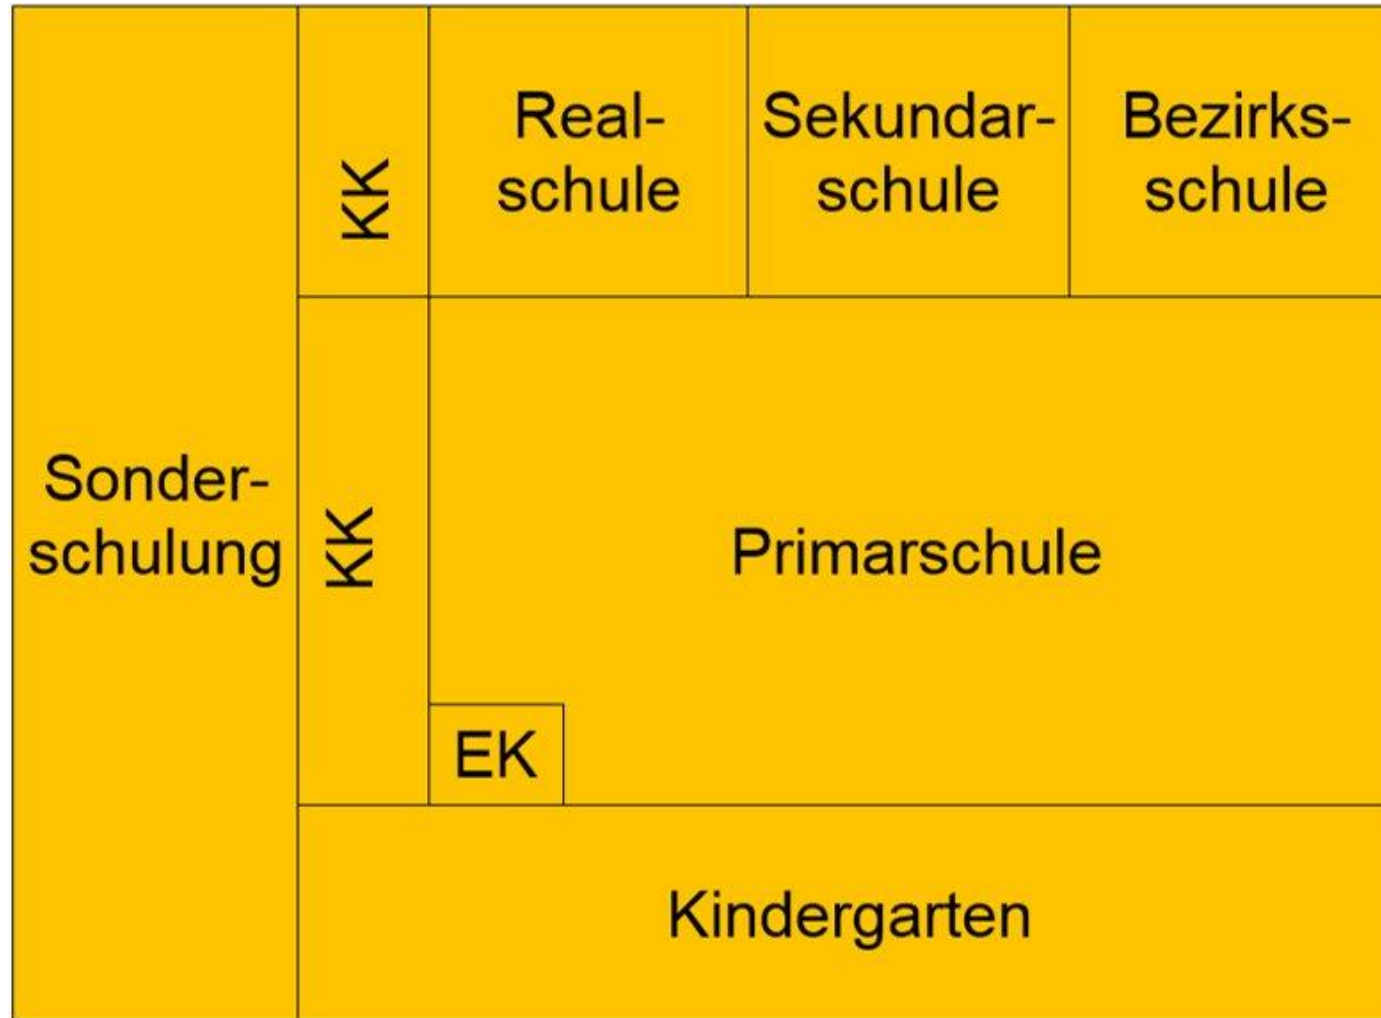 KK
Real-
schule
Sekundar-
schule
Bezirks-
schule
Sonder-
schulung
KK
Primarschule
EK
Kindergarten